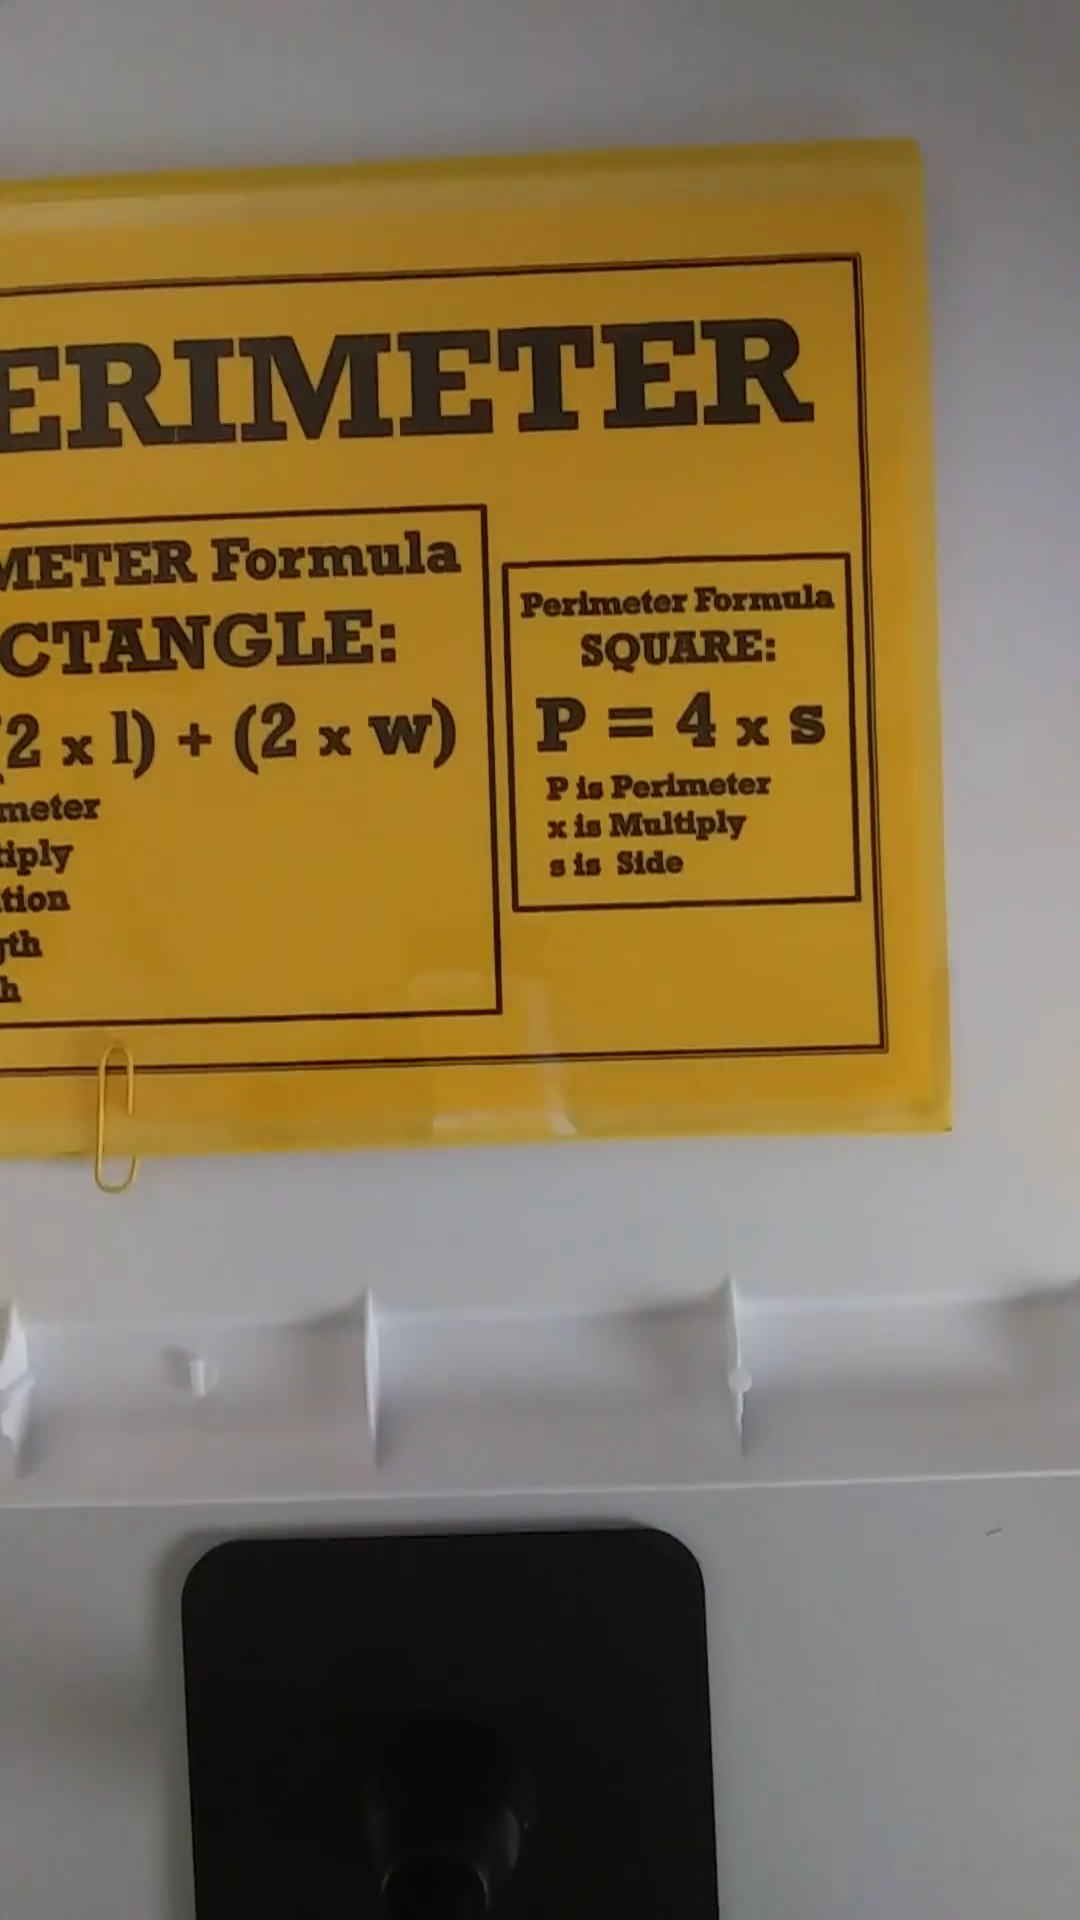 ERIMETER
METER Formula
CTANGLE:
(2 x l) + (2 x w)
meter
tiply
tion
gth
h
Perimeter Formula
SQUARE:
P = 4 x s
P is Perimeter
x is Multiply
s is Side